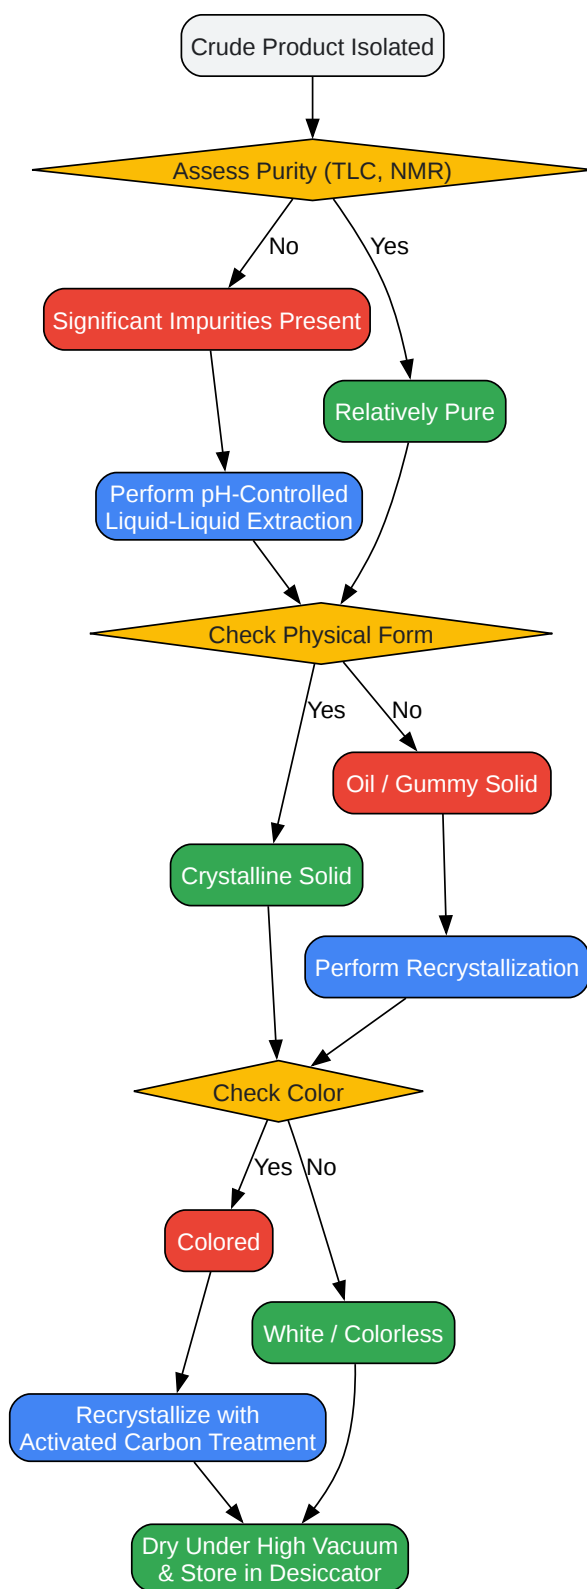 Crude Product Isolated
Assess Purity (TLC, NMR)
No
Yes
Significant Impurities Present
Relatively Pure
Perform pH-Controlled
Liquid-Liquid Extraction
Check Physical Form
Yes
No
Oil / Gummy Solid
Crystalline Solid
Perform Recrystallization
Check Color
Yes
No
Colored
White / Colorless
Recrystallize with
Activated Carbon Treatment
Dry Under High Vacuum
& Store in Desiccator